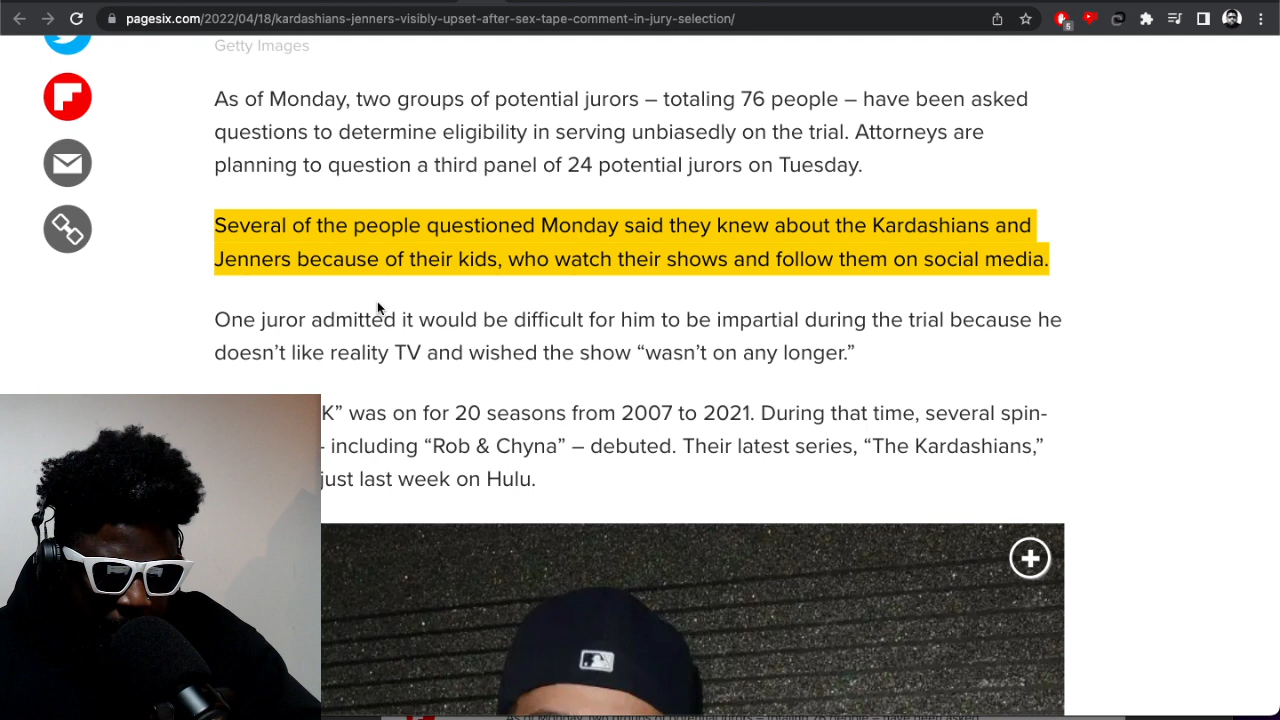 pagesix.com/2022/04/18/kardashians-jenners-visibly-upset-after-sex-tape-comment-in-jury-selection/
5
Getty Images
As of Monday, two groups of potential jurors – totaling 76 people – have been asked
questions to determine eligibility in serving unbiasedly on the trial. Attorneys are
planning to question a third panel of 24 potential jurors on Tuesday.
Several of the people questioned Monday said they knew about the Kardashians and
Jenners because of their kids, who watch their shows and follow them on social media.
One juror admitted it would be difficult for him to be impartial during the trial because he
doesn’t like reality TV and wished the show “wasn’t on any longer.”
K” was on for 20 seasons from 2007 to 2021. During that time, several spin-
- including “Rob & Chyna” – debuted. Their latest series, “The Kardashians,”
just last week on Hulu.